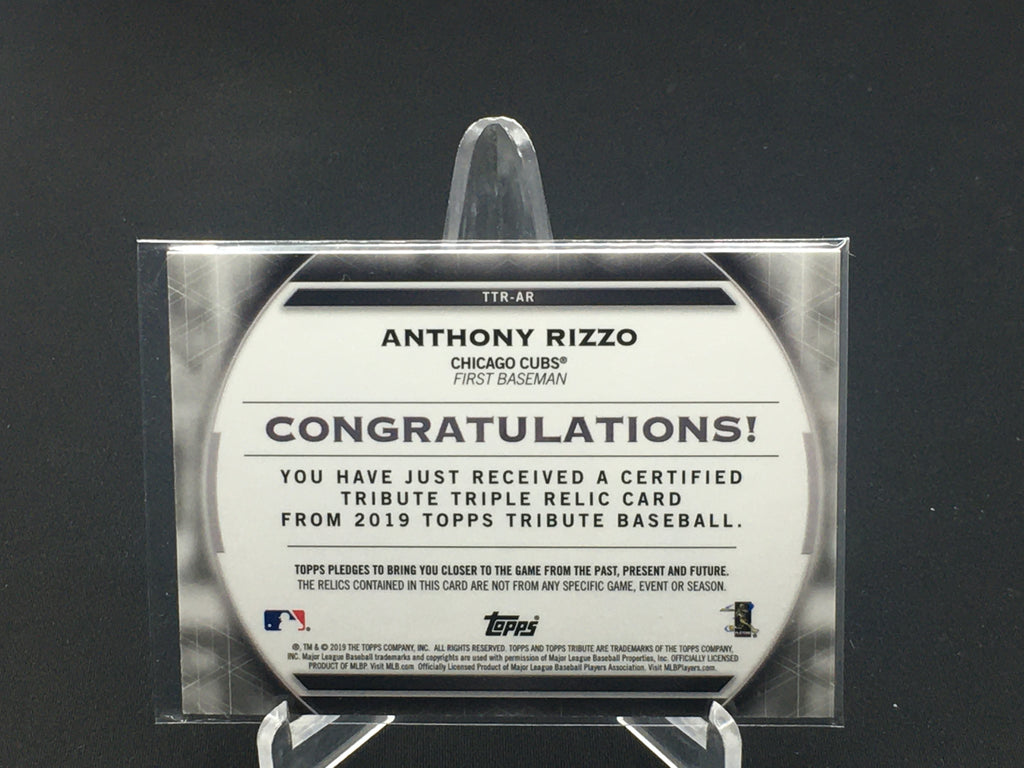 TTR-AR
ANTHONY RIZZO
CHICAGO CUBS®
FIRST BASEMAN
CONGRATULATIONS!
YOU HAVE JUST RECEIVED A CERTIFIED
TRIBUTE TRIPLE RELIC CARD
FROM 2019 TOPPS TRIBUTE BASEBALL.
TOPPS PLEDGES TO BRING YOU CLOSER TO THE GAME FROM THE PAST, PRESENT AND FUTURE.
THE RELICS CONTAINED IN THIS CARD ARE NOT FROM ANY SPECIFIC GAME, EVENT OR SEASON.
topps
®, TM & © 2019 THE TOPPS COMPANY, INC. ALL RIGHTS RESERVED. TOPPS AND TOPPS TRIBUTE ARE TRADEMARKS OF THE TOPPS COMPANY,
INC. Major League Baseball trademarks and copyrights are used with permission of Major League Baseball Properties, Inc. OFFICIALLY LICENSED
PRODUCT OF MLBP. Visit MLB.com Officially Licensed Product of Major League Baseball Players Association. Visit MLBPlayers.com.